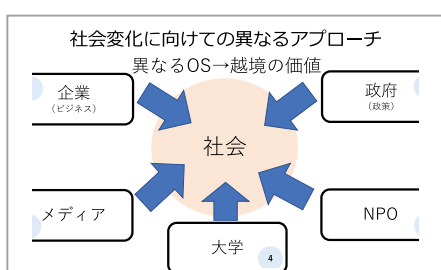 社会変化に向けての異なるアプローチ
異なるOS→越境の価値
企業
（ビジネス）
政府
（政策）
社会
メディア
NPO
大学
4